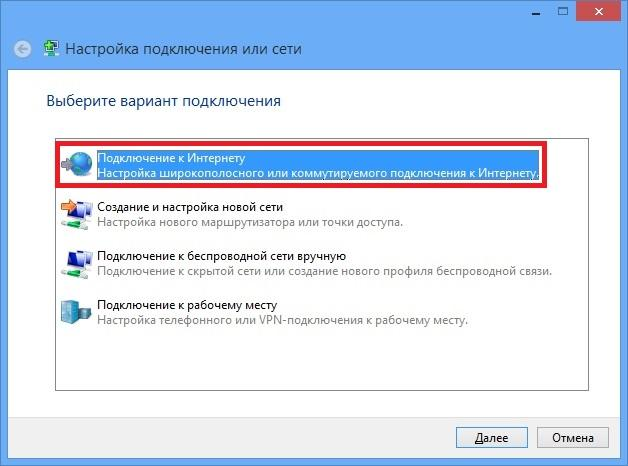 Настройка подключения или сети
Выберите вариант подключения
Подключение к Интернету
Настройка широкополосного или коммутируемого подключения к Интернету.
Создание и настройка новой сети
Настройка нового маршрутизатора или точки доступа.
Подключение к беспроводной сети вручную
Подключение к скрытой сети или создание нового профиля беспроводной связи.
Подключение к рабочему месту
Настройка телефонного или VPN-подключения к рабочему месту.
Далее
Отмена